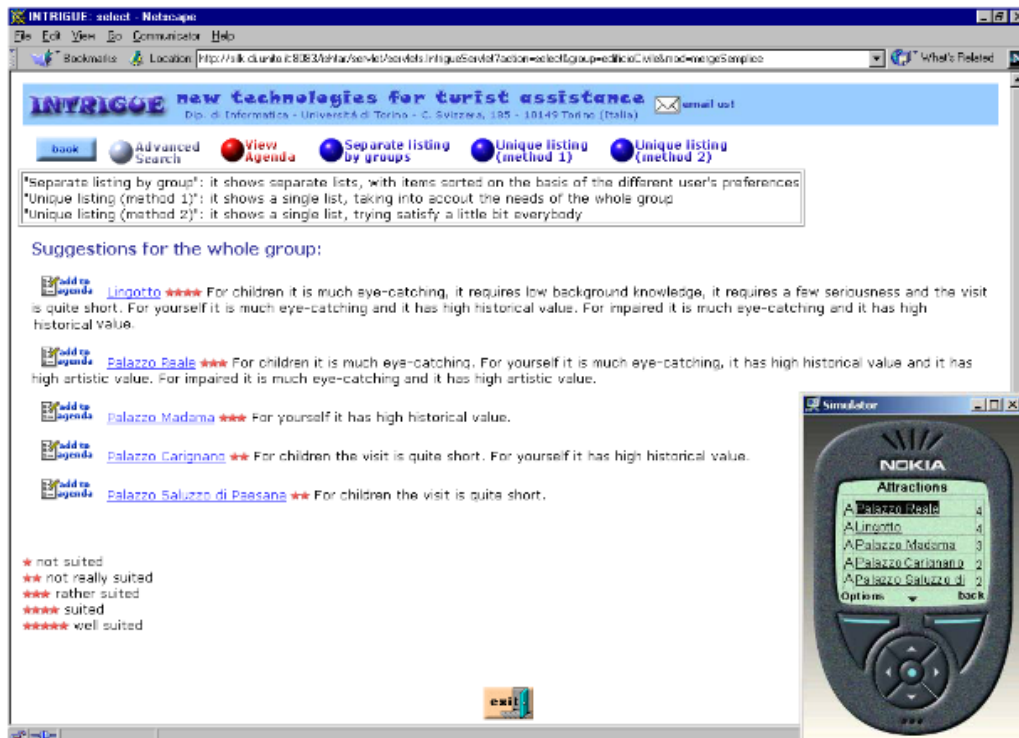 INTRIGUE: select - Netscape
File Edit View Go Communicator Help
Bookmarks Location: http://silk.di.unito.it:8083/ishtar/servlet/servlets.IntrigueServlet?action=select&group=edificioCivile&mod=mergeSemplice What's Related
INTRIGUE new technologies for turist assistance email us!
Dip. di Informatica - Università di Torino - C. Svizzera, 185 - 10149 Torino (Italia)
back Advanced Search View Agenda Separate listing by groups Unique listing (method 1) Unique listing (method 2)
"Separate listing by group": it shows separate lists, with items sorted on the basis of the different user's preferences
"Unique listing (method 1)": it shows a single list, taking into accout the needs of the whole group
"Unique listing (method 2)": it shows a single list, trying satisfy a little bit everybody
Suggestions for the whole group:
add to agenda Lingotto **** For children it is much eye-catching, it requires low background knowledge, it requires a few seriousness and the visit
is quite short. For yourself it is much eye-catching and it has high historical value. For impaired it is much eye-catching and it has high
historical value.
add to agenda Palazzo Reale *** For children it is much eye-catching. For yourself it is much eye-catching, it has high historical value and it has
high artistic value. For impaired it is much eye-catching and it has high artistic value.
add to agenda Palazzo Madama *** For yourself it has high historical value.
add to agenda Palazzo Carignano ** For children the visit is quite short. For yourself it has high historical value.
add to agenda Palazzo Saluzzo di Paesana ** For children the visit is quite short.
* not suited
** not really suited
*** rather suited
**** suited
***** well suited
exit
Simulator
NOKIA
Attractions
A Palazzo Reale 4
A Lingotto 4
A Palazzo Madama 3
A Palazzo Carignano 2
A Palazzo Saluzzo di 2
Options back